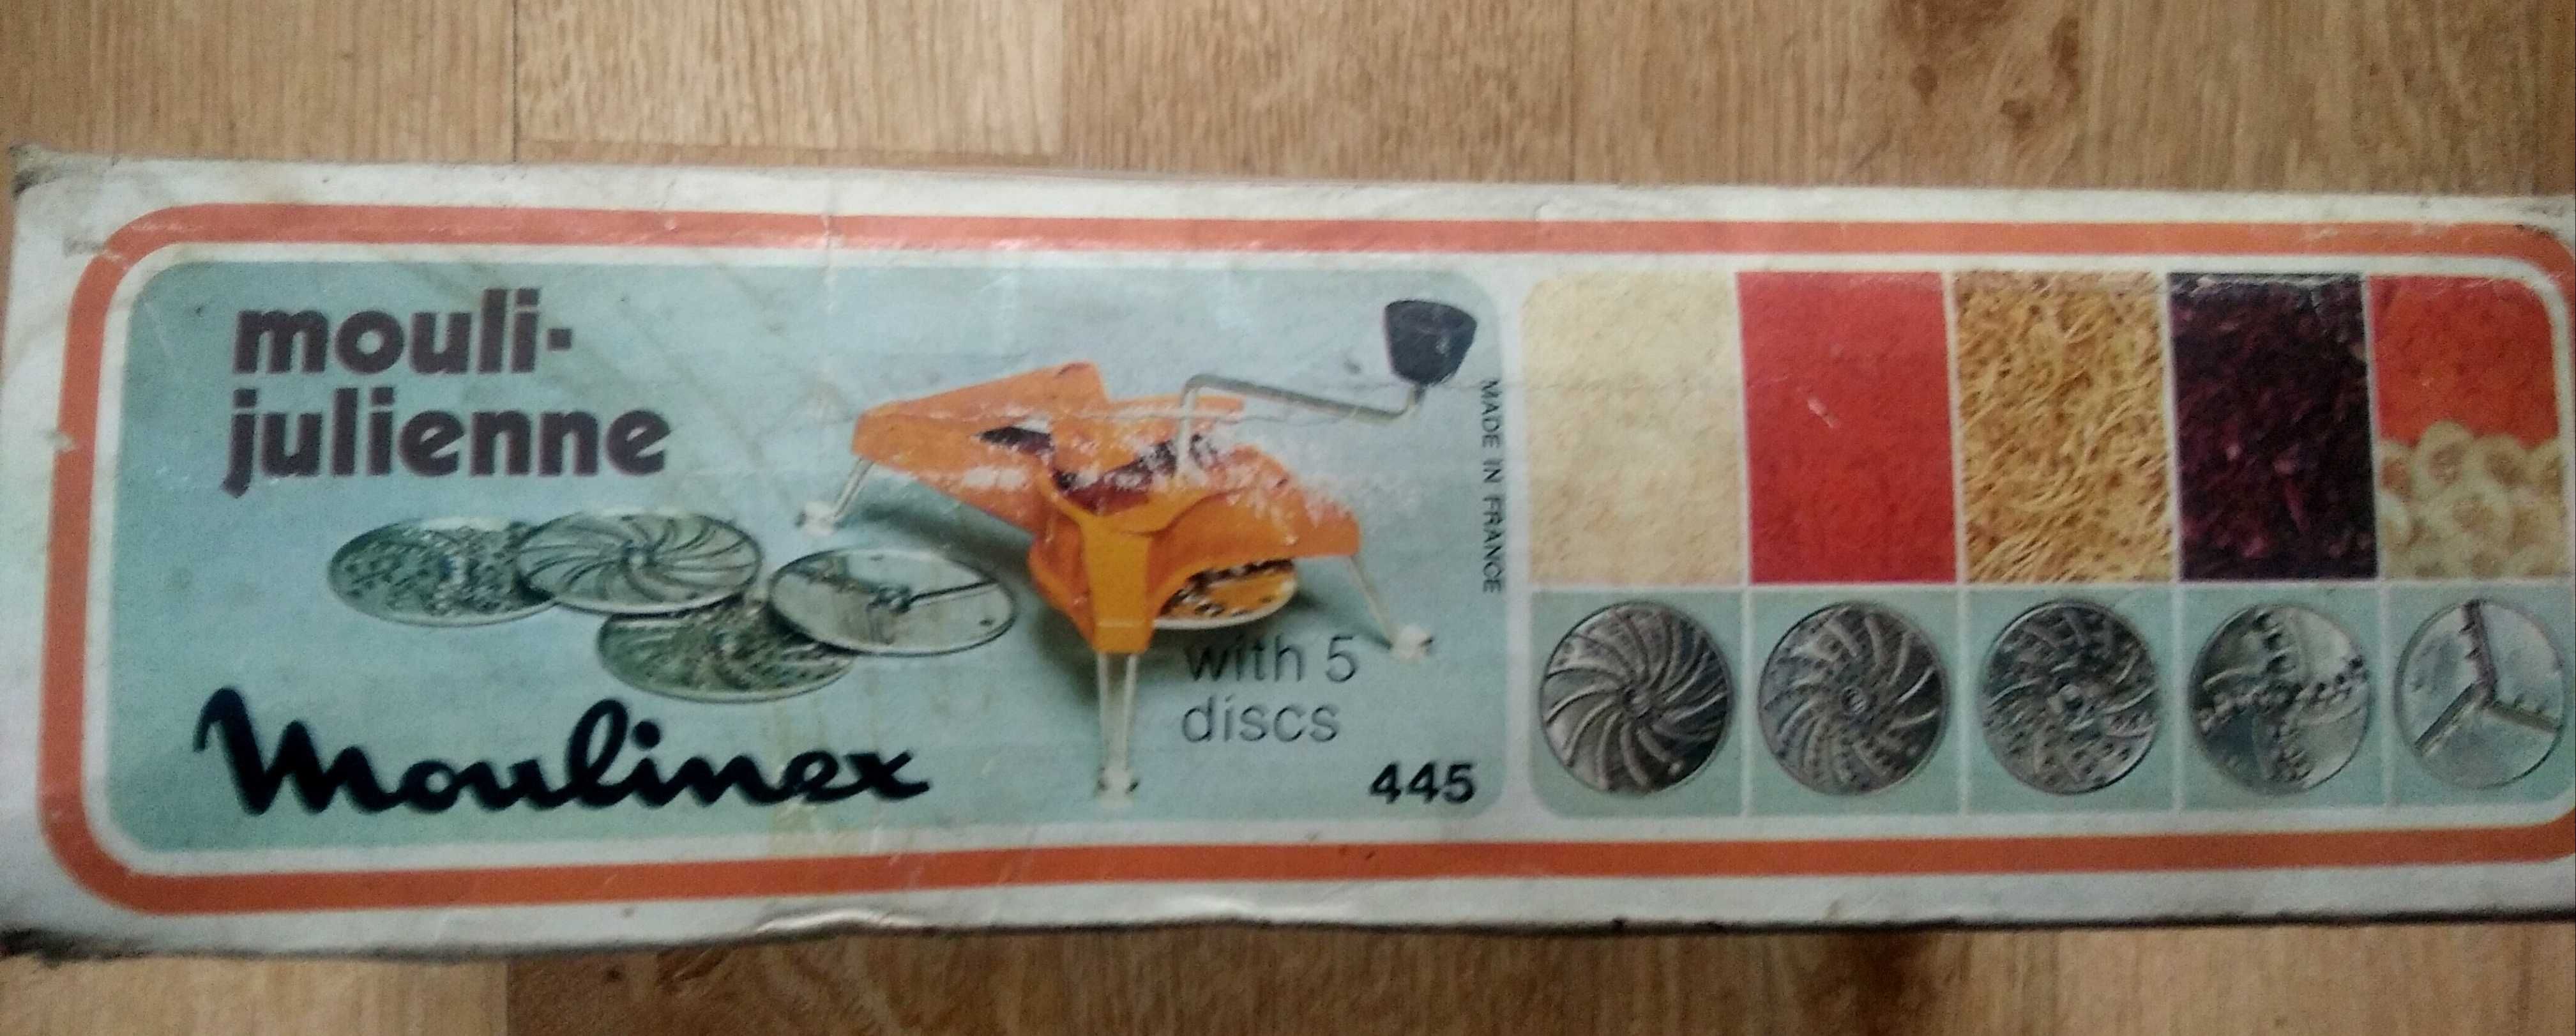 mouli-
julienne
Moulinex
with 5
discs
445
MADE IN FRANCE